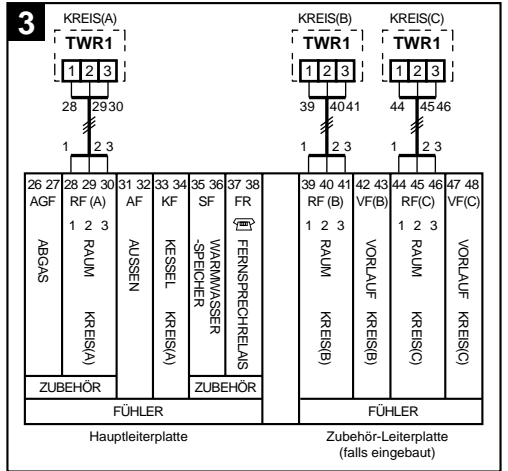 3
KREIS(A) KREIS(B) KREIS(C)
TWR1 TWR1 TWR1
1 2 3 1 2 3 1 2 3
28 29 30 39 40 41 44 45 46
1 2 3 1 2 3 1 2 3
26 27 28 29 30 31 32 33 34 35 36 37 38 39 40 41 42 43 44 45 46 47 48
AGF RF (A) AF KF SF FR RF (B) VF(B) RF(C) VF(C)
1 2 3 1 2 3 1 2 3
ABGAS
RAUM KREIS(A)
AUSSEN
KESSEL KREIS(A)
WARMWASSER
-SPEICHER
FERNSPRECHRELAIS
RAUM KREIS(B)
VORLAUF KREIS(B)
RAUM KREIS(C)
VORLAUF KREIS(C)
ZUBEHÖR ZUBEHÖR
FÜHLER FÜHLER
Hauptleiterplatte Zubehör-Leiterplatte
(falls eingebaut)